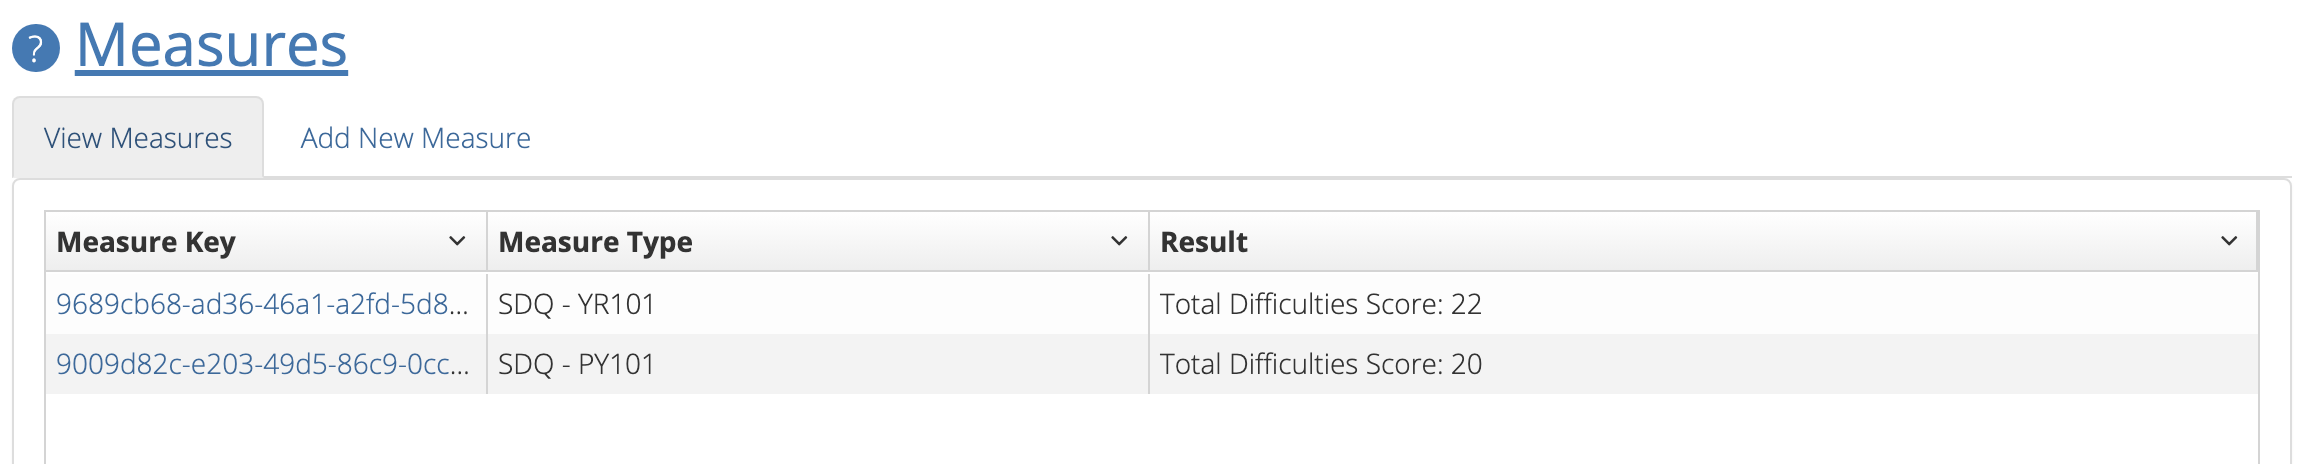 ? Measures
View Measures Add New Measure
Measure Key Measure Type Result
9689cb68-ad36-46a1-a2fd-5d8... SDQ - YR101 Total Difficulties Score: 22
9009d82c-e203-49d5-86c9-0cc... SDQ - PY101 Total Difficulties Score: 20